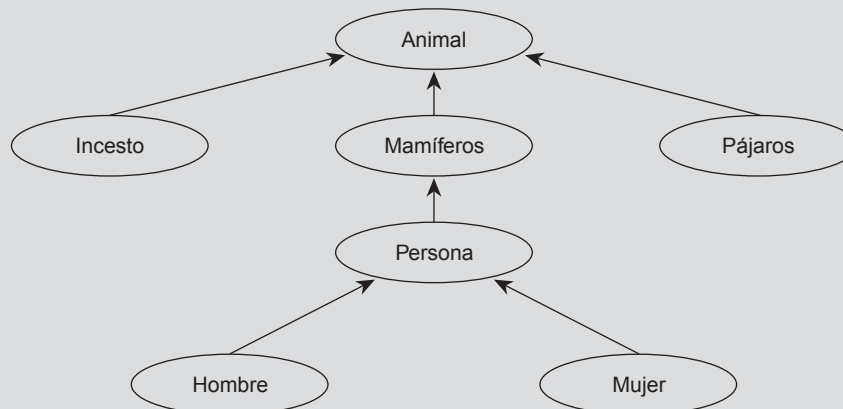 Animal
Incesto
Mamíferos
Pájaros
Persona
Hombre
Mujer